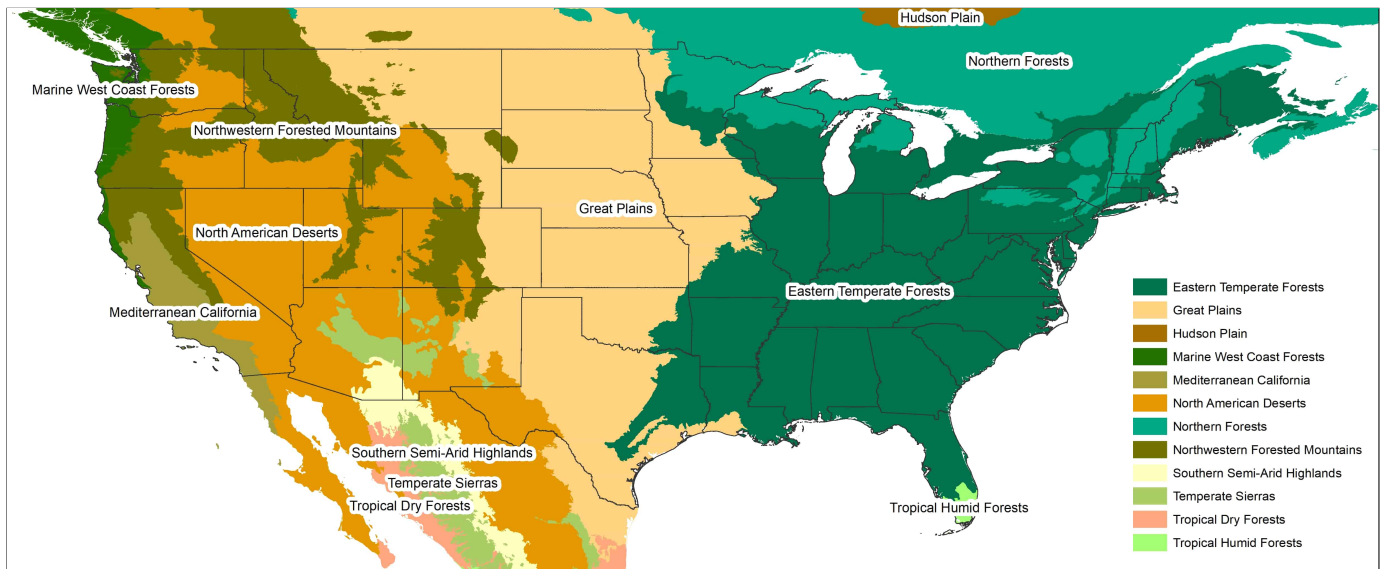 Hudson Plain
Northern Forests
Marine West Coast Forests
Northwestern Forested Mountains
Great Plains
North American Deserts
Eastern Temperate Forests
Mediterranean California
Southern Semi-Arid Highlands
Temperate Sierras
Tropical Dry Forests
Tropical Humid Forests
Eastern Temperate Forests
Great Plains
Hudson Plain
Marine West Coast Forests
Mediterranean California
North American Deserts
Northern Forests
Northwestern Forested Mountains
Southern Semi-Arid Highlands
Temperate Sierras
Tropical Dry Forests
Tropical Humid Forests